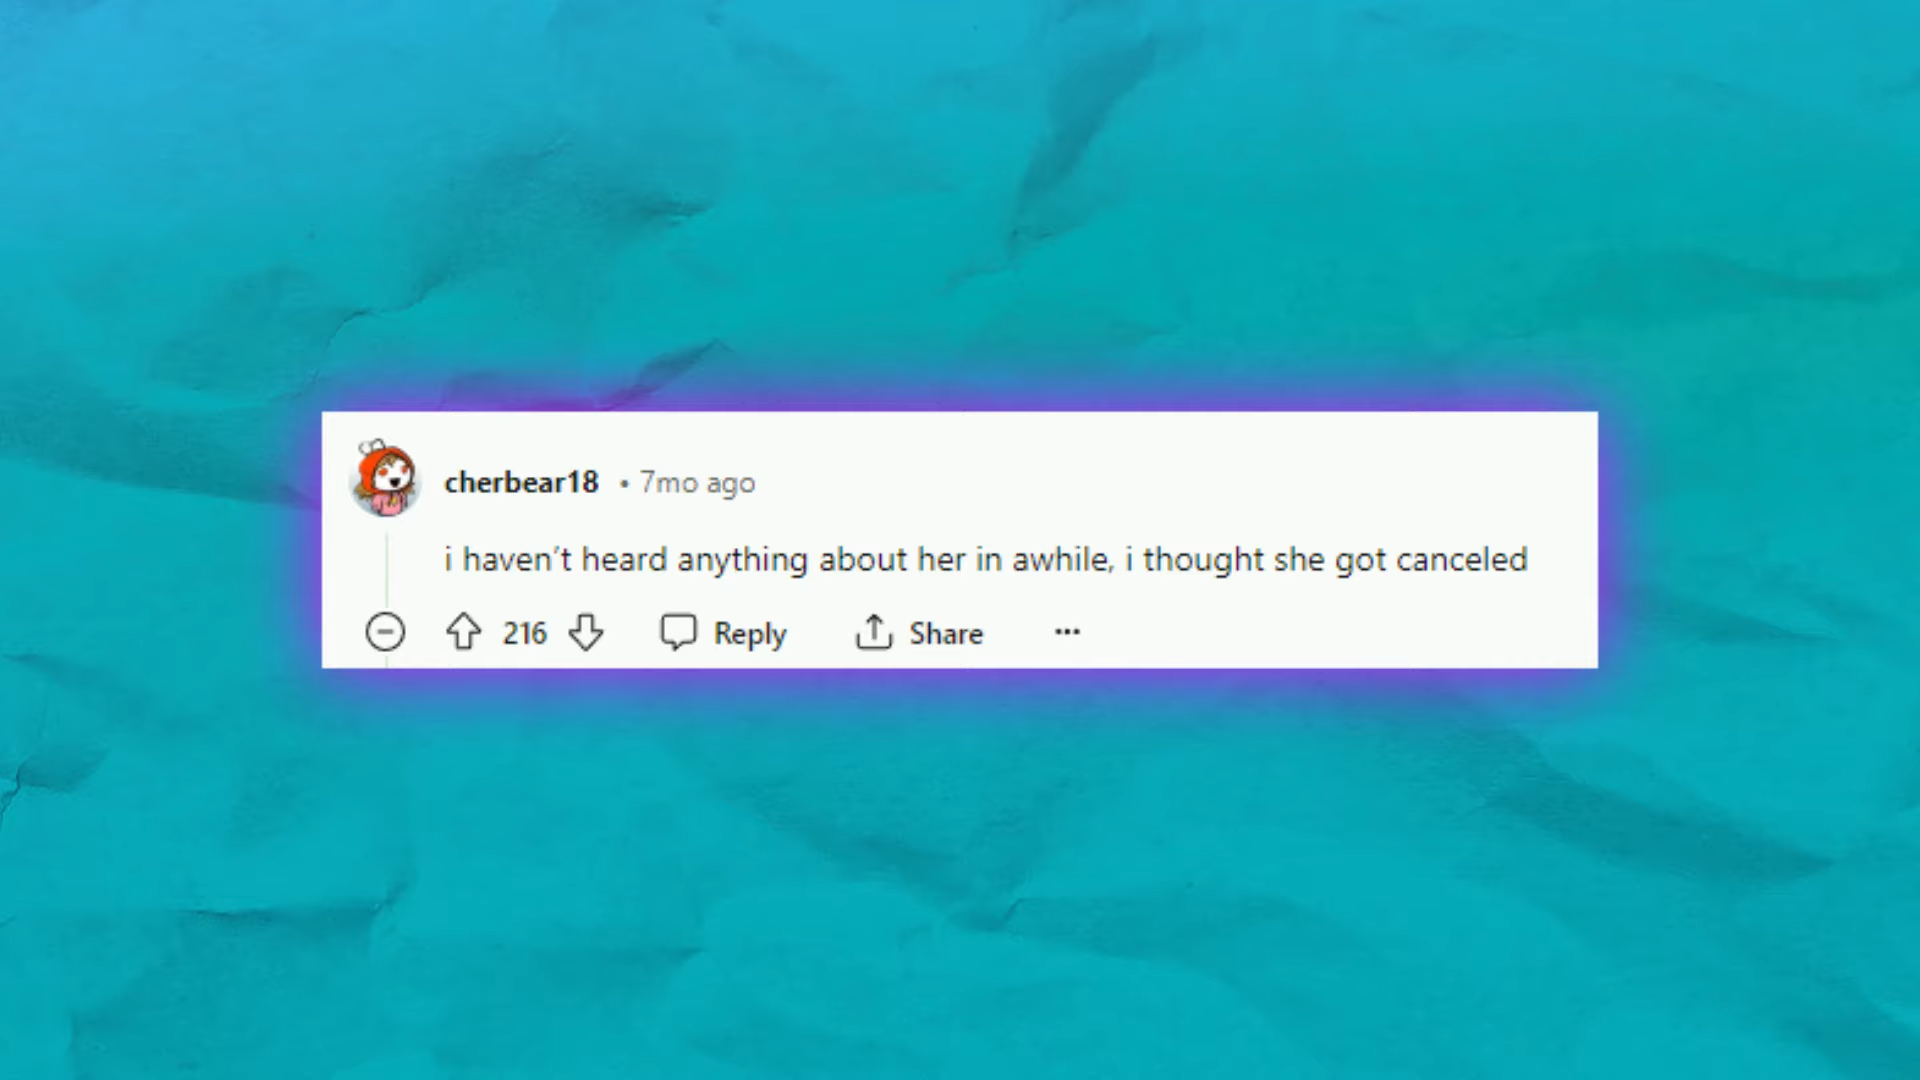 cherbear18 • 7mo ago
i haven’t heard anything about her in awhile, i thought she got canceled
216 Reply Share ...